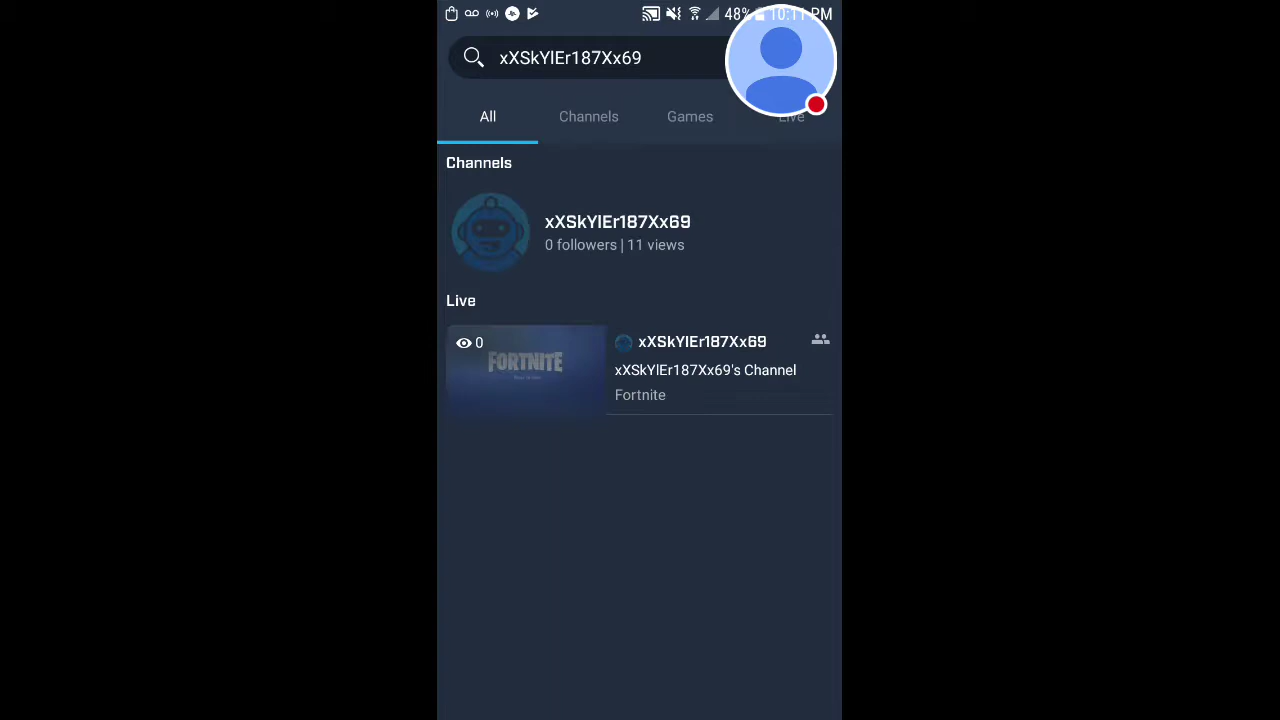 48% 10:11 PM
xXSkYlEr187Xx69
All Channels Games Live
Channels
xXSkYlEr187Xx69
0 followers | 11 views
Live
0
FORTNITE
xXSkYlEr187Xx69
xXSkYlEr187Xx69's Channel
Fortnite